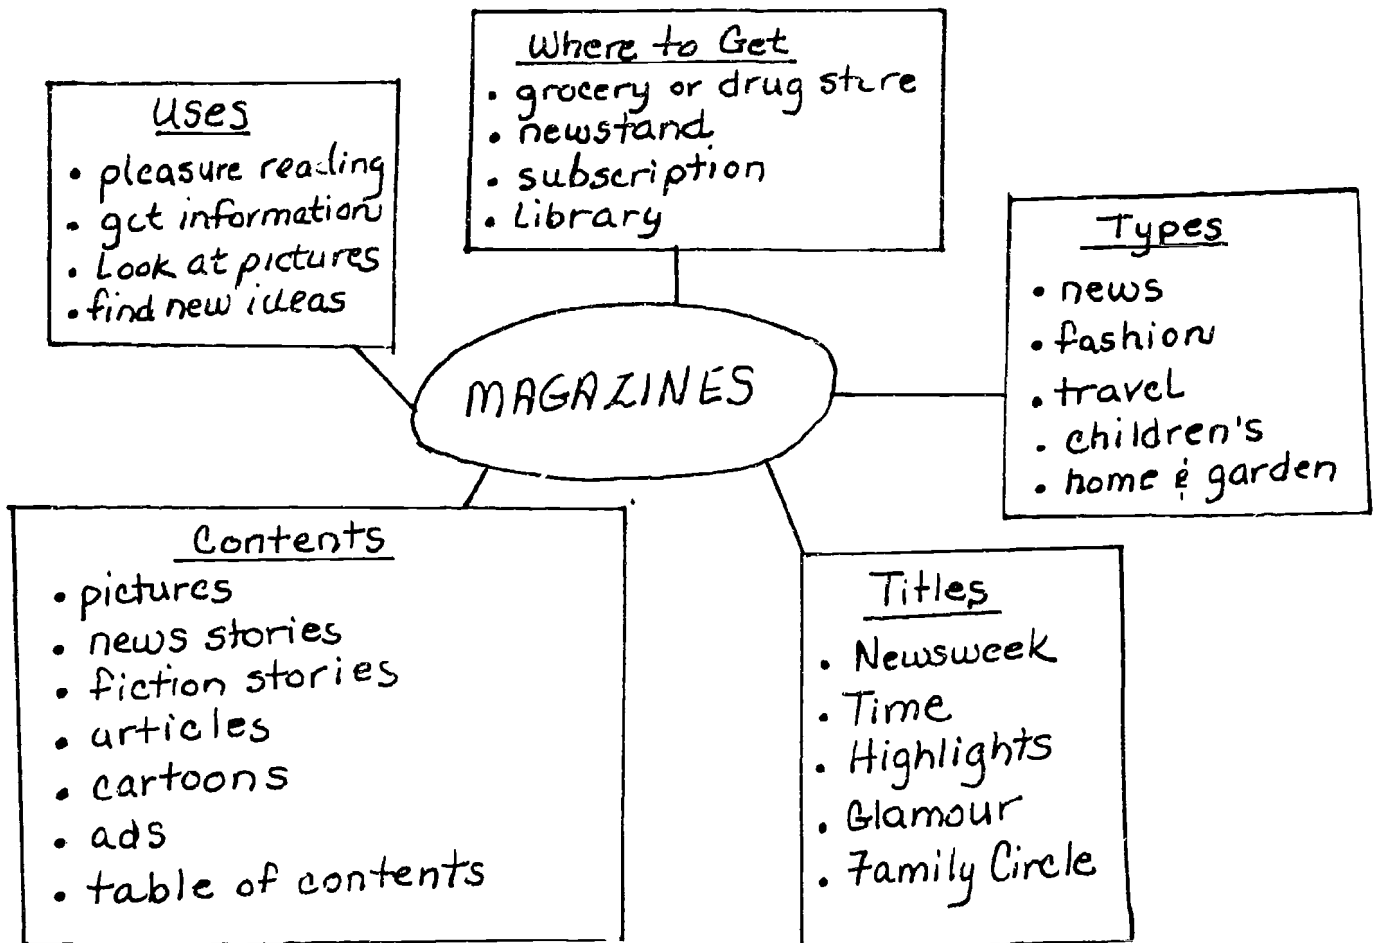 Where to Get
• grocery or drug store
• newstand
• subscription
• Library
Uses
• pleasure reading
• get information
• Look at pictures
• find new ideas
Types
• news
• fashion
• travel
• children's
• home & garden
MAGAZINES
Contents
• pictures
• news stories
• fiction stories
• articles
• cartoons
• ads
• table of contents
Titles
• Newsweek
• Time
• Highlights
• Glamour
• Family Circle